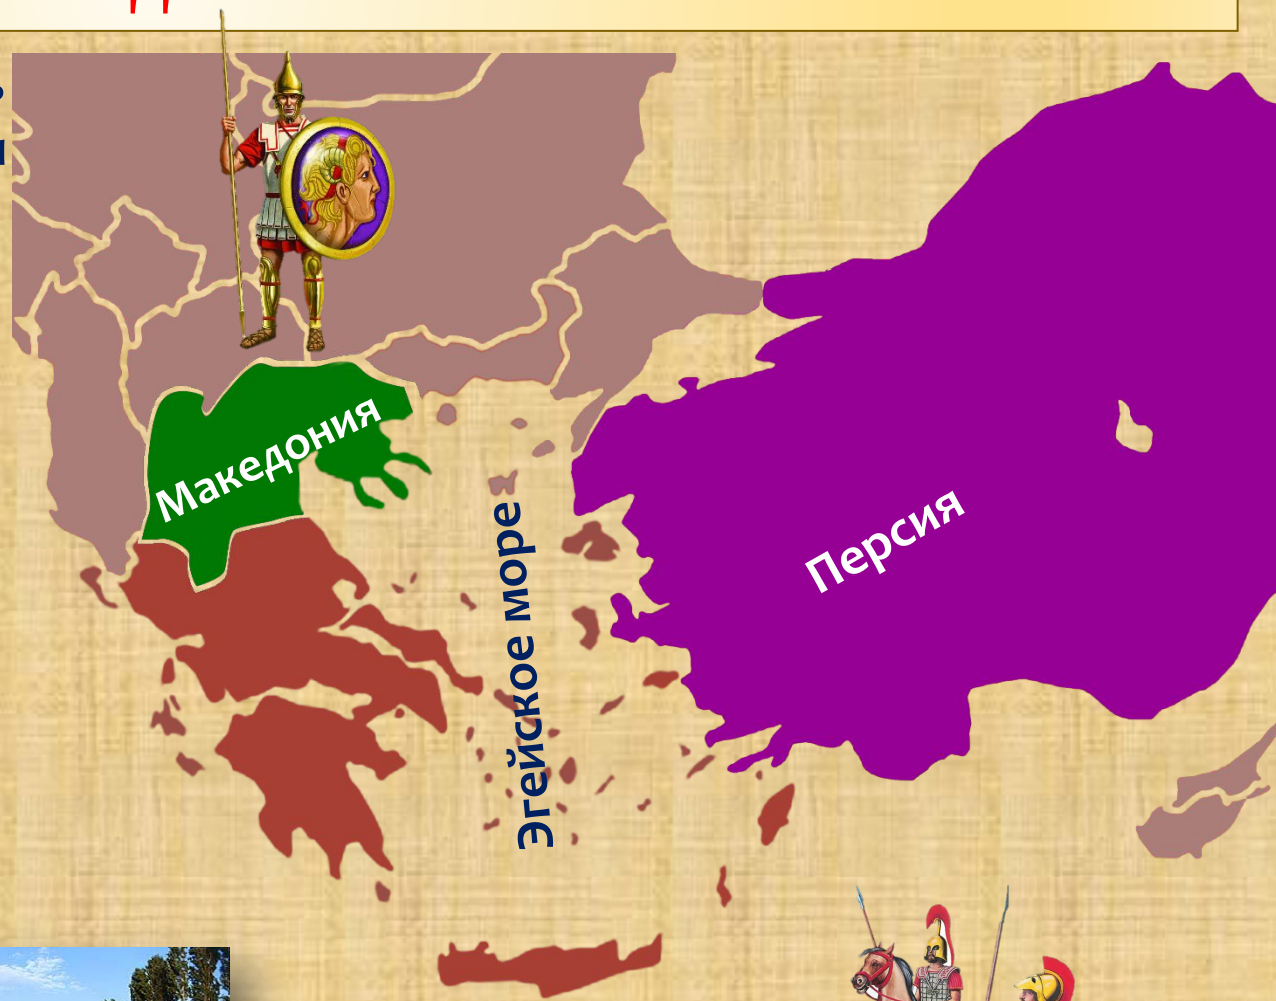 Македония
Персия
Эгейское море